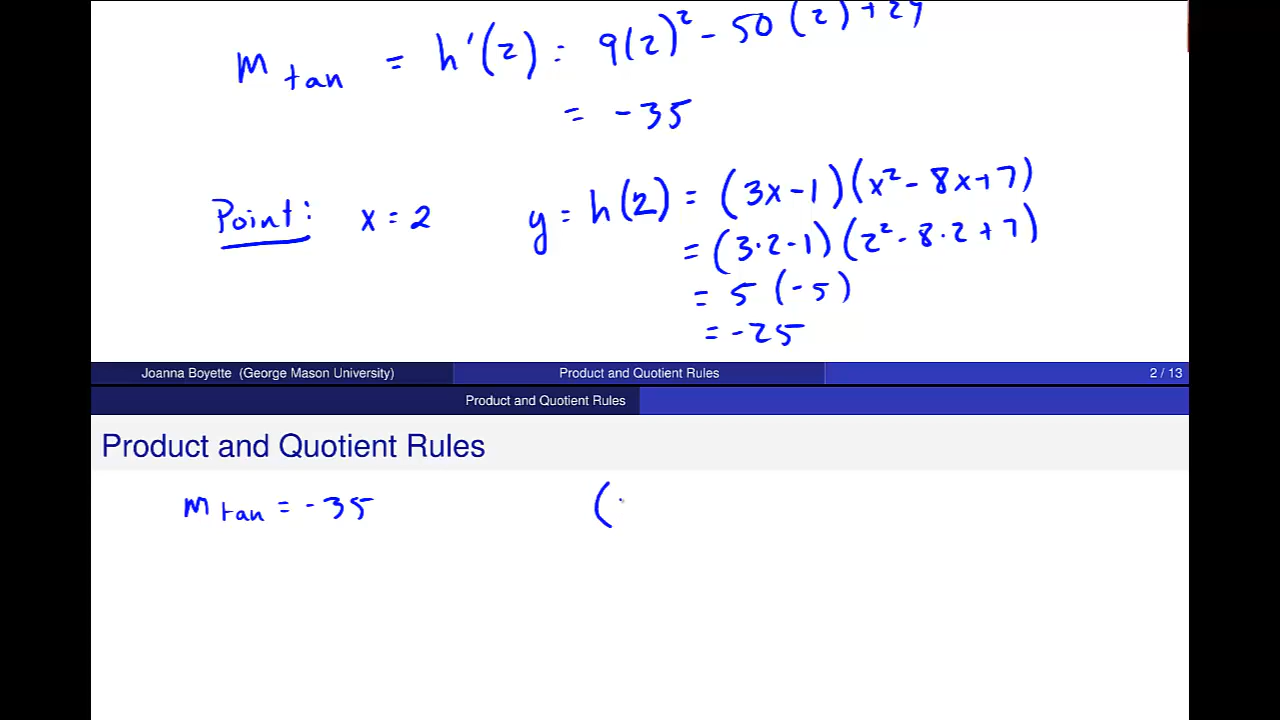 m tan = h'(2) = 9(2)² - 50(2) + 29
= -35
Point: x = 2 y = h(2) = (3x-1)(x²-8x+7)
= (3·2-1)(2²-8·2+7)
= 5(-5)
= -25
Joanna Boyette (George Mason University) Product and Quotient Rules 2 / 13
Product and Quotient Rules
Product and Quotient Rules
m tan = -35 (